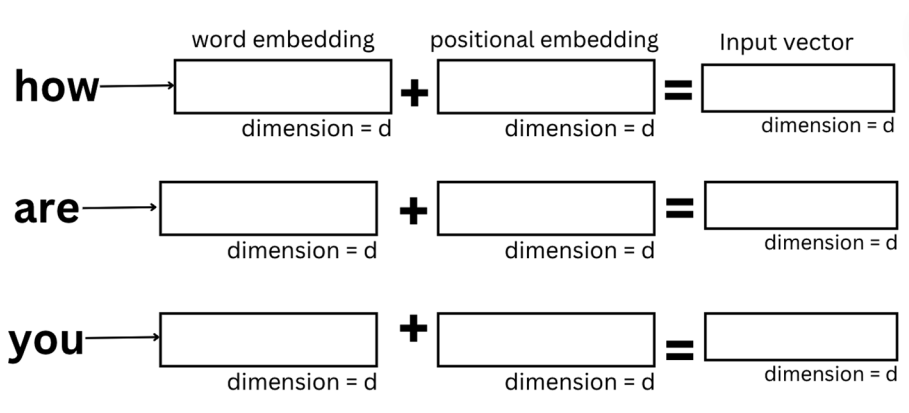 word embedding positional embedding Input vector
how + =
dimension = d dimension = d dimension = d
are + =
dimension = d dimension = d dimension = d
you + =
dimension = d dimension = d dimension = d